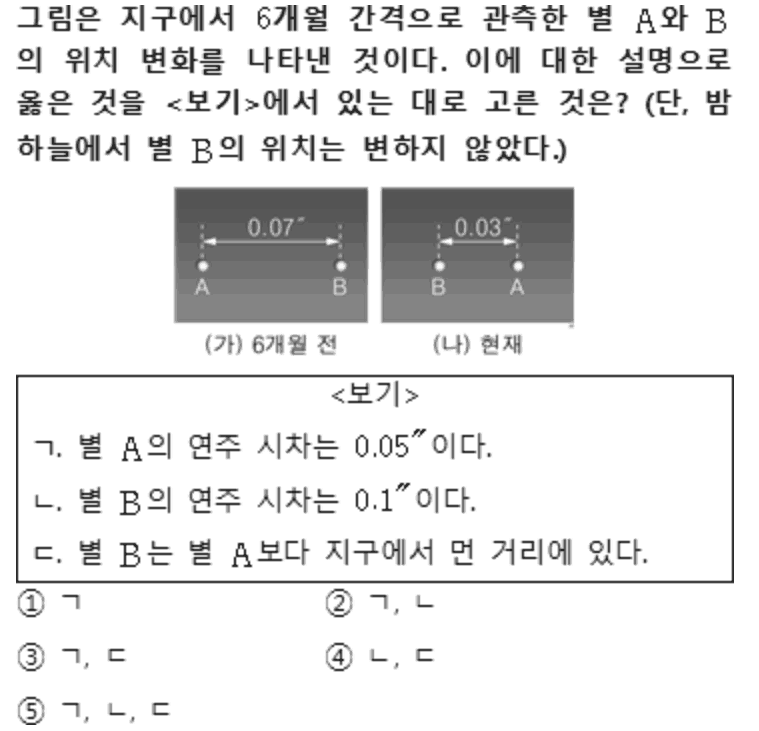 그림은 지구에서 6개월 간격으로 관측한 별 A와 B
의 위치 변화를 나타낸 것이다. 이에 대한 설명으로
옳은 것을 <보기>에서 있는 대로 고른 것은? (단, 밤
하늘에서 별 B의 위치는 변하지 않았다.)
0.07″ 0.03″
A B B A
(가) 6개월 전 (나) 현재
<보기>
ㄱ. 별 A의 연주 시차는 0.05″이다.
ㄴ. 별 B의 연주 시차는 0.1″이다.
ㄷ. 별 B는 별 A보다 지구에서 먼 거리에 있다.
① ㄱ ② ㄱ, ㄴ
③ ㄱ, ㄷ ④ ㄴ, ㄷ
⑤ ㄱ, ㄴ, ㄷ